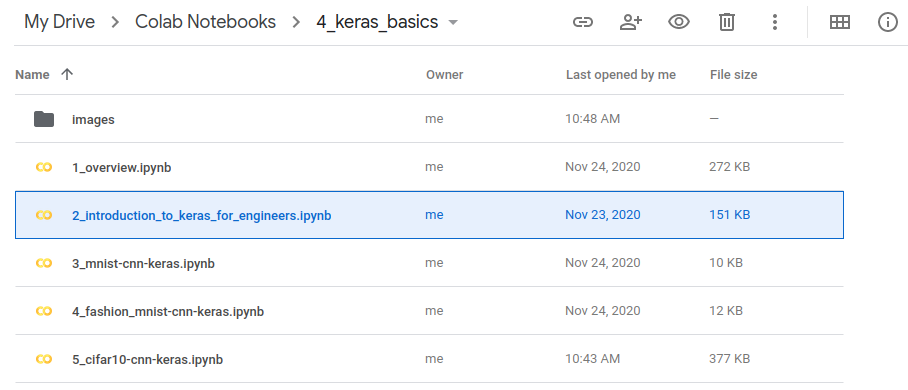 My Drive > Colab Notebooks > 4_keras_basics
Name Owner Last opened by me File size
images me 10:48 AM —
1_overview.ipynb me Nov 24, 2020 272 KB
2_introduction_to_keras_for_engineers.ipynb me Nov 23, 2020 151 KB
3_mnist-cnn-keras.ipynb me Nov 24, 2020 10 KB
4_fashion_mnist-cnn-keras.ipynb me Nov 24, 2020 12 KB
5_cifar10-cnn-keras.ipynb me 10:43 AM 377 KB